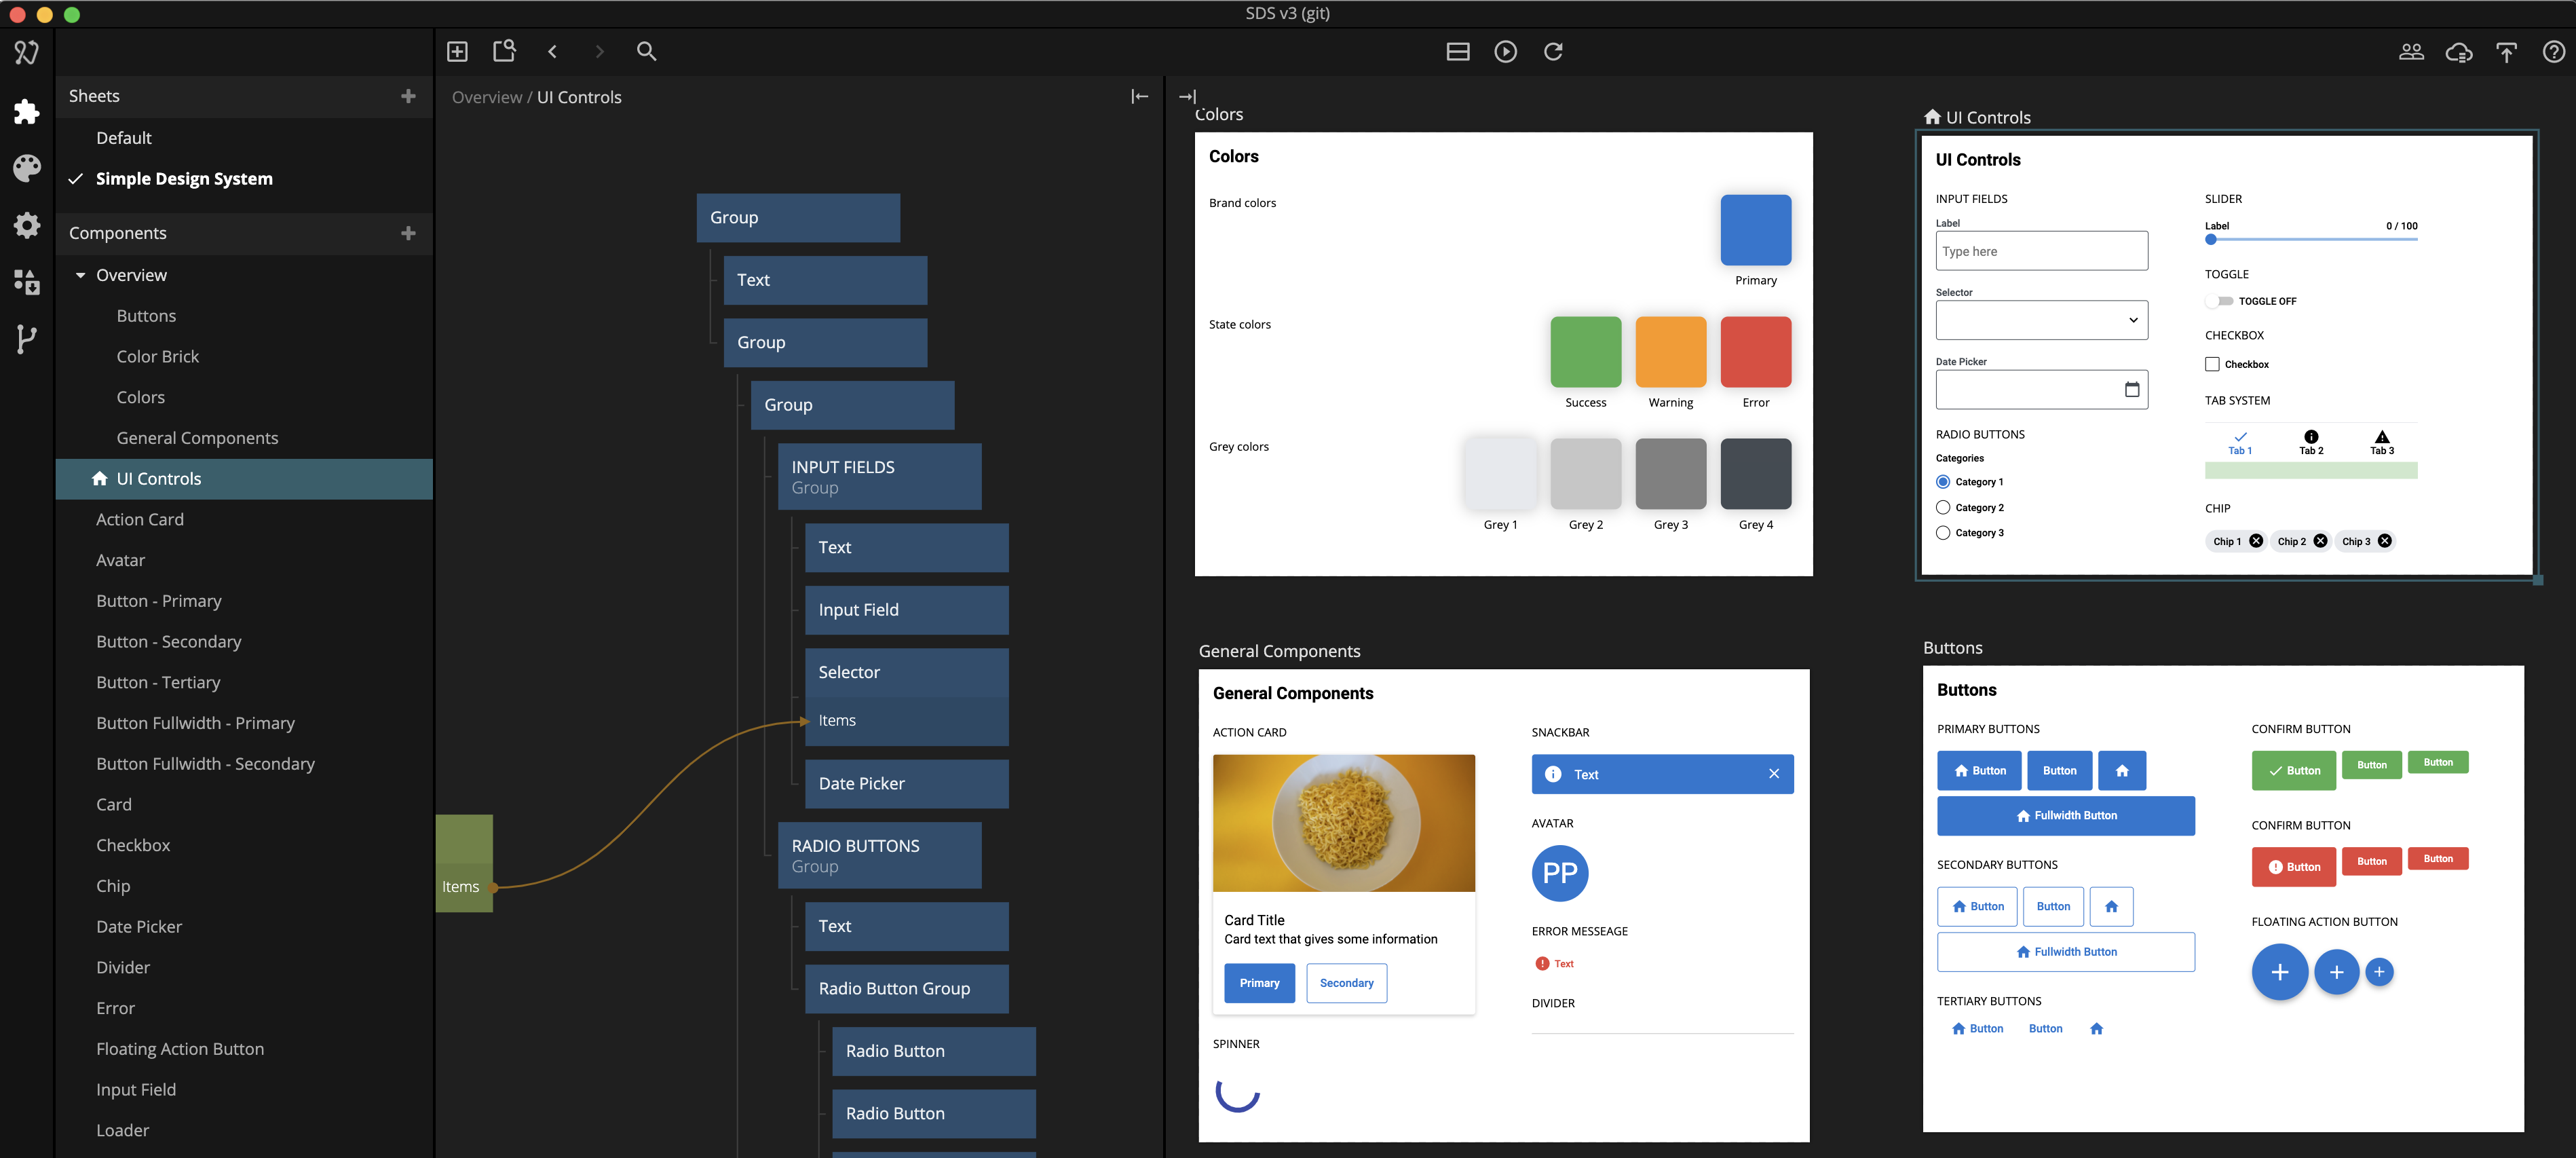 SDS v3 (git)
Sheets
Default
Simple Design System
Components
Overview
Buttons
Color Brick
Colors
General Components
UI Controls
Action Card
Avatar
Button - Primary
Button - Secondary
Button - Tertiary
Button Fullwidth - Primary
Button Fullwidth - Secondary
Card
Checkbox
Chip
Date Picker
Divider
Error
Floating Action Button
Input Field
Loader
Overview / UI Controls
Group
Text
Group
Group
INPUT FIELDS
Group
Text
Input Field
Selector
Items
Date Picker
RADIO BUTTONS
Group
Items
Text
Radio Button Group
Radio Button
Radio Button
Colors
Colors
Brand colors
Primary
State colors
Success
Warning
Error
Grey colors
Grey 1
Grey 2
Grey 3
Grey 4
UI Controls
UI Controls
INPUT FIELDS
Label
Type here
Selector
Date Picker
RADIO BUTTONS
Categories
Category 1
Category 2
Category 3
SLIDER
Label
0 / 100
TOGGLE
TOGGLE OFF
CHECKBOX
Checkbox
TAB SYSTEM
Tab 1
Tab 2
Tab 3
CHIP
Chip 1
Chip 2
Chip 3
General Components
General Components
ACTION CARD
Card Title
Card text that gives some information
Primary
Secondary
SPINNER
SNACKBAR
Text
AVATAR
PP
ERROR MESSEAGE
Text
DIVIDER
Buttons
Buttons
PRIMARY BUTTONS
Button
Button
Fullwidth Button
SECONDARY BUTTONS
Button
Button
Fullwidth Button
TERTIARY BUTTONS
Button
Button
CONFIRM BUTTON
Button
Button
Button
CONFIRM BUTTON
Button
Button
Button
FLOATING ACTION BUTTON